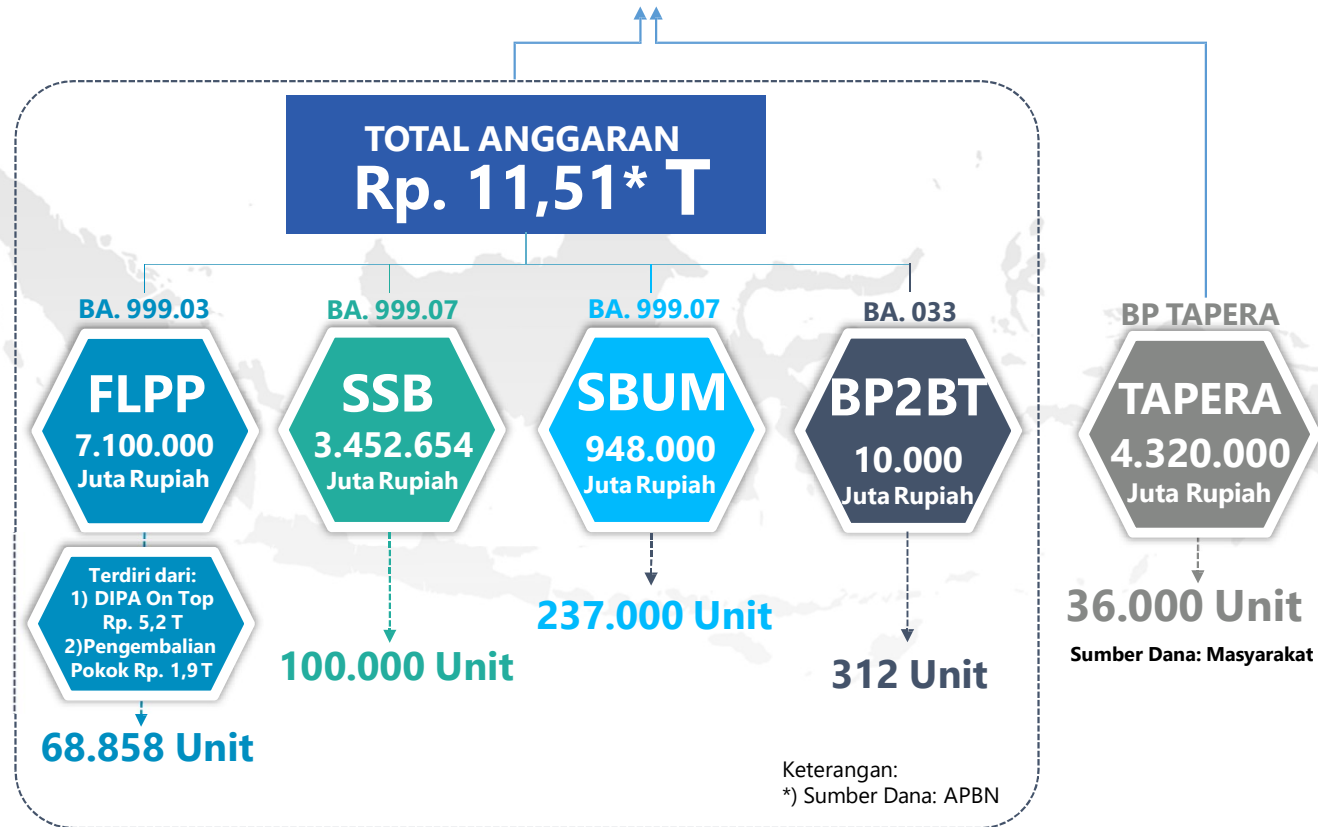 TOTAL ANGGARAN
Rp. 11,51* T
BA. 999.03
FLPP
7.100.000
Juta Rupiah
Terdiri dari:
1) DIPA On Top
Rp. 5,2 T
2)Pengembalian
Pokok Rp. 1,9 T
68.858 Unit
BA. 999.07
SSB
3.452.654
Juta Rupiah
100.000 Unit
BA. 999.07
SBUM
948.000
Juta Rupiah
237.000 Unit
BA. 033
BP2BT
10.000
Juta Rupiah
312 Unit
BP TAPERA
TAPERA
4.320.000
Juta Rupiah
36.000 Unit
Sumber Dana: Masyarakat
Keterangan:
*) Sumber Dana: APBN